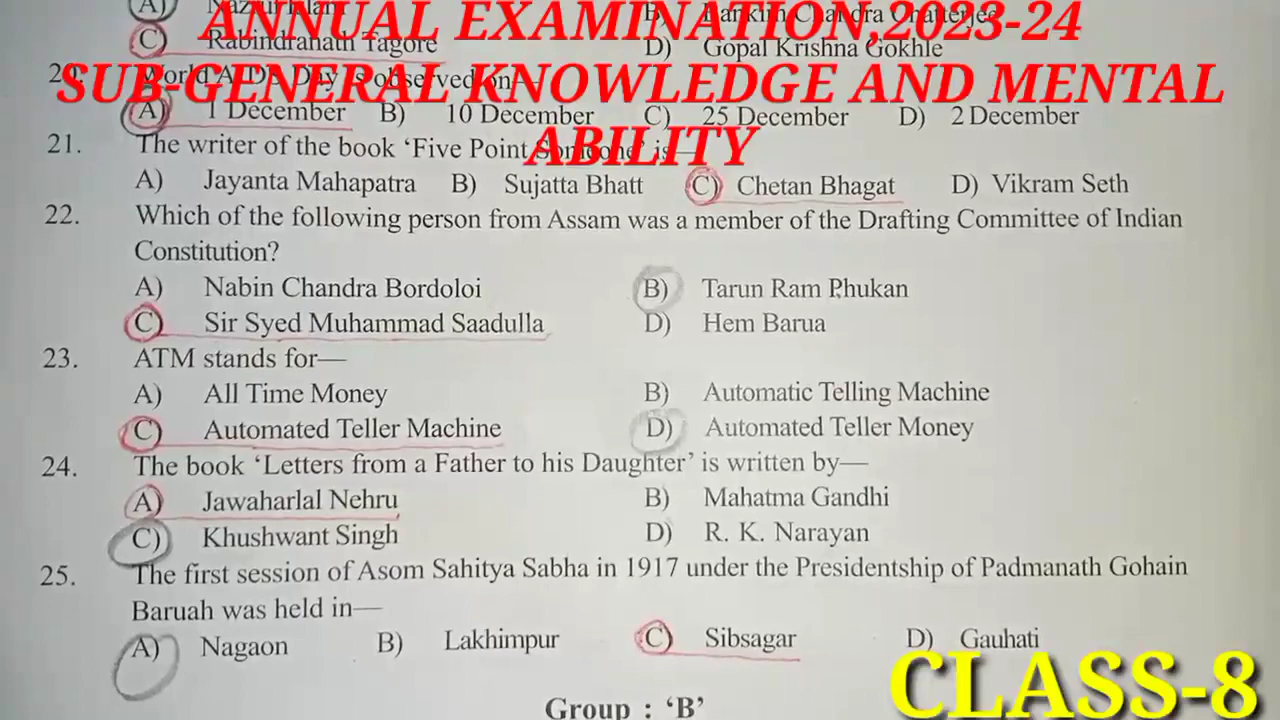 ANNUAL EXAMINATION,2023-24
SUB-GENERAL KNOWLEDGE AND MENTAL
ABILITY
A)
C) Rabindranath Tagore D) Gopal Krishna Gokhle
A) 1 December B) 10 December C) 25 December D) 2 December
21. The writer of the book ‘Five Point Someone’ is—
A) Jayanta Mahapatra B) Sujatta Bhatt C) Chetan Bhagat D) Vikram Seth
22. Which of the following person from Assam was a member of the Drafting Committee of Indian
Constitution?
A) Nabin Chandra Bordoloi B) Tarun Ram Phukan
C) Sir Syed Muhammad Saadulla D) Hem Barua
23. ATM stands for—
A) All Time Money B) Automatic Telling Machine
C) Automated Teller Machine D) Automated Teller Money
24. The book ‘Letters from a Father to his Daughter’ is written by—
A) Jawaharlal Nehru B) Mahatma Gandhi
C) Khushwant Singh D) R. K. Narayan
25. The first session of Asom Sahitya Sabha in 1917 under the Presidentship of Padmanath Gohain
Baruah was held in—
A) Nagaon B) Lakhimpur C) Sibsagar D) Gauhati
Group : ‘B’
CLASS-8